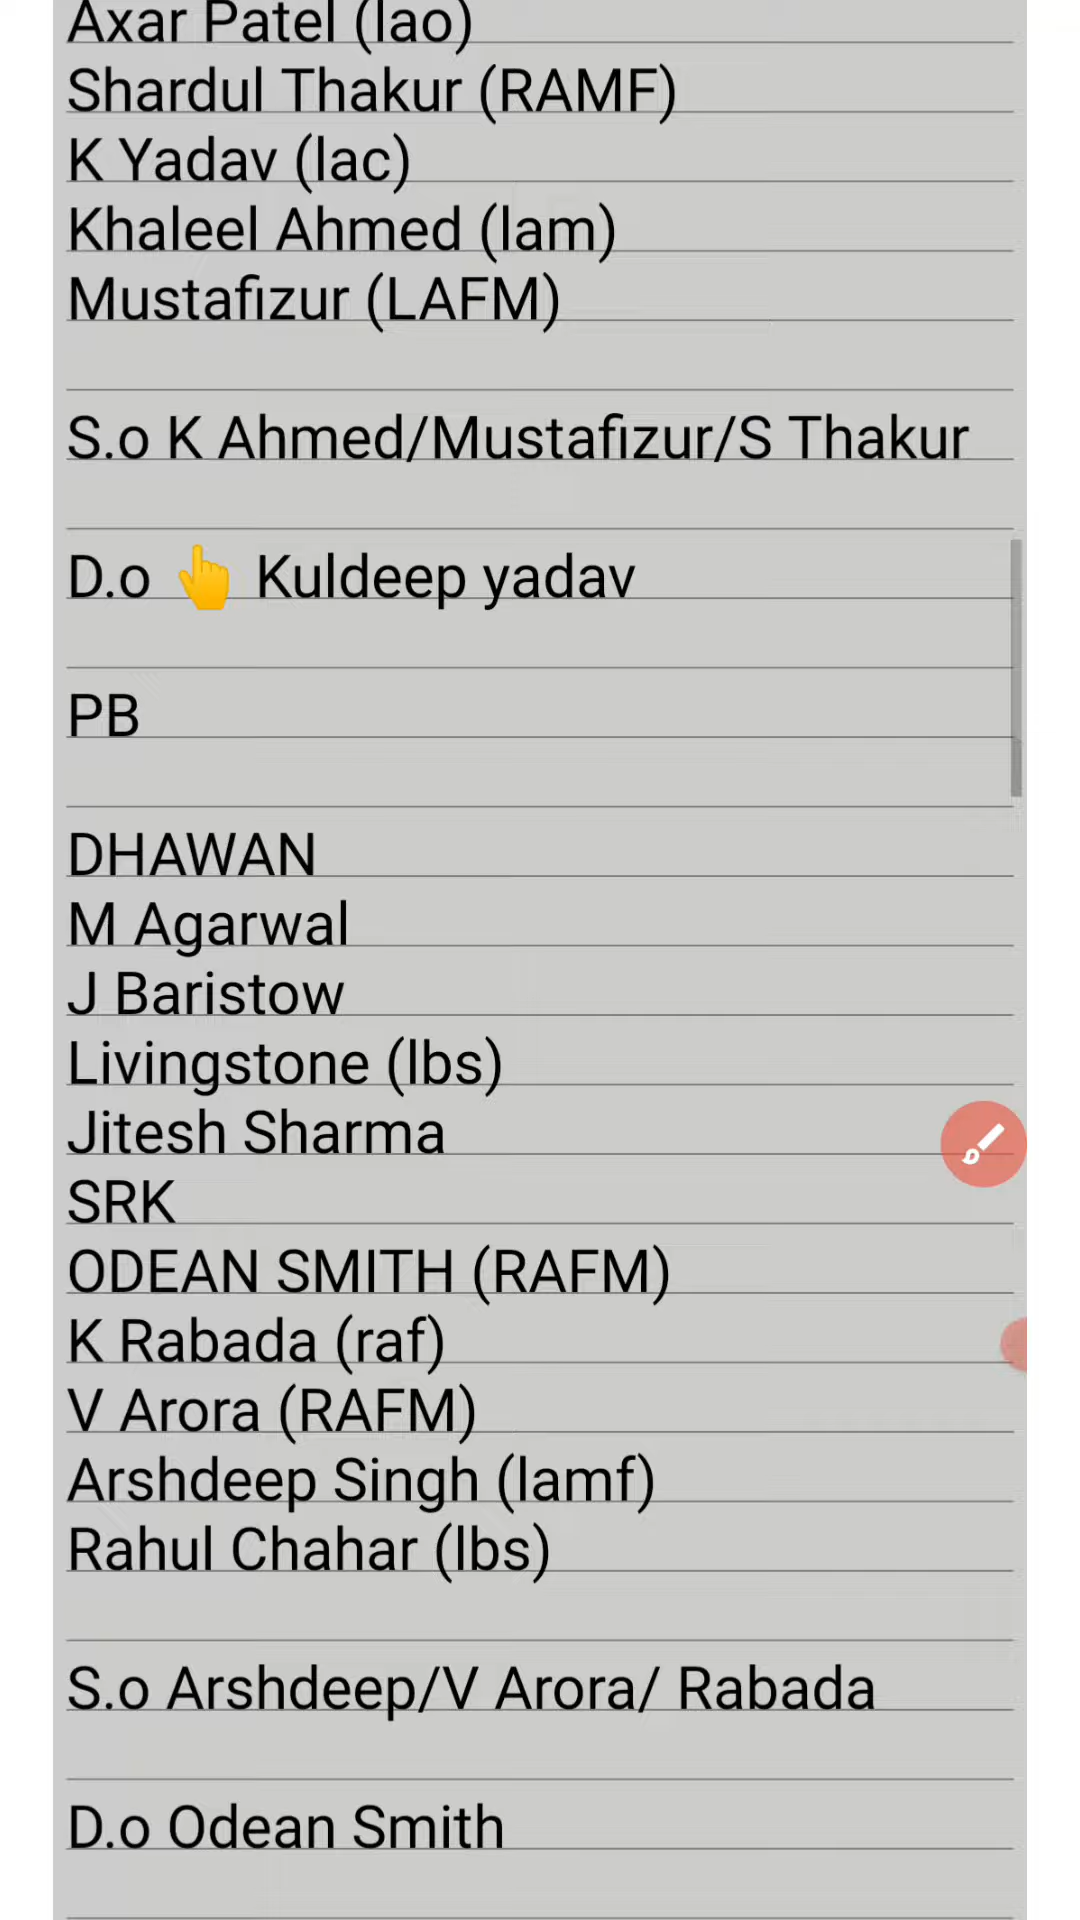 Axar Patel (lao)
Shardul Thakur (RAMF)
K Yadav (lac)
Khaleel Ahmed (lam)
Mustafizur (LAFM)
S.o K Ahmed/Mustafizur/S Thakur
D.o 👆 Kuldeep yadav
PB
DHAWAN
M Agarwal
J Baristow
Livingstone (lbs)
Jitesh Sharma
SRK
ODEAN SMITH (RAFM)
K Rabada (raf)
V Arora (RAFM)
Arshdeep Singh (lamf)
Rahul Chahar (lbs)
S.o Arshdeep/V Arora/ Rabada
D.o Odean Smith